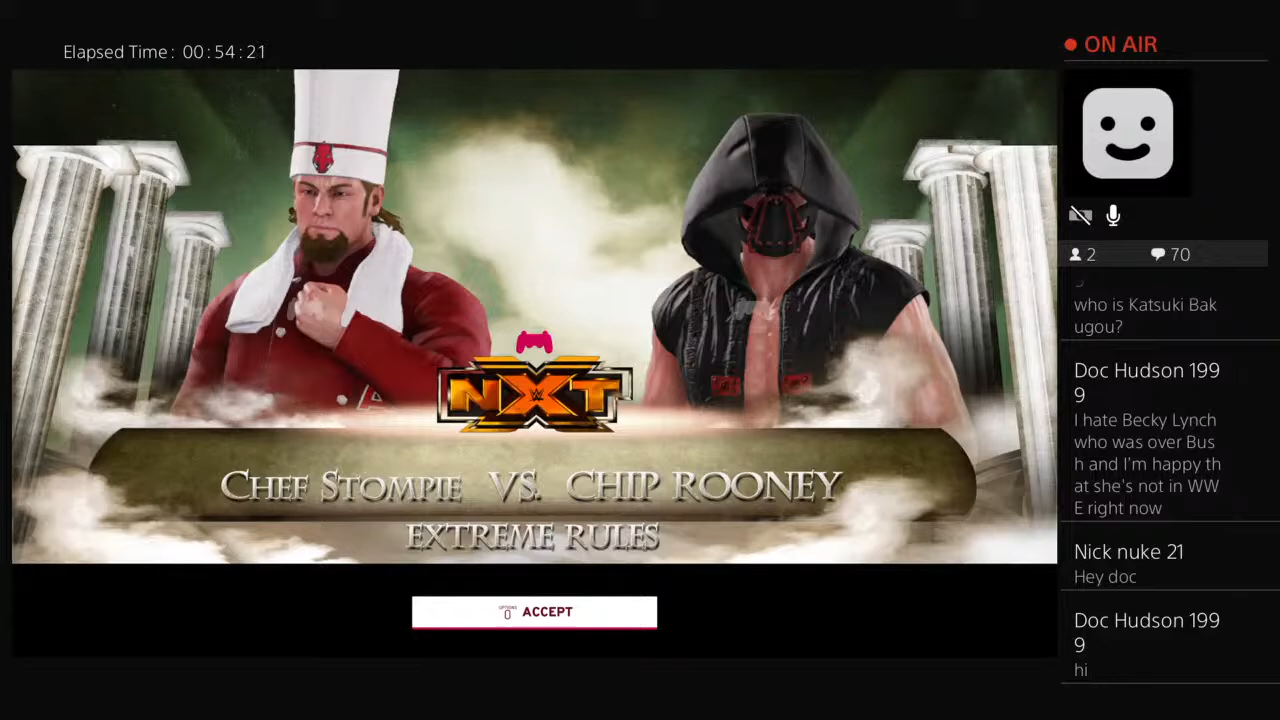 Elapsed Time: 00:54:21
ON AIR
2
70
who is Katsuki Bak
ugou?
Doc Hudson 199
9
I hate Becky Lynch
who was over Bus
h and I'm happy th
at she's not in WW
E right now
Nick nuke 21
Hey doc
Doc Hudson 199
9
hi
NXT
CHEF STOMPIE VS. CHIP ROONEY
EXTREME RULES
OPTIONS
ACCEPT